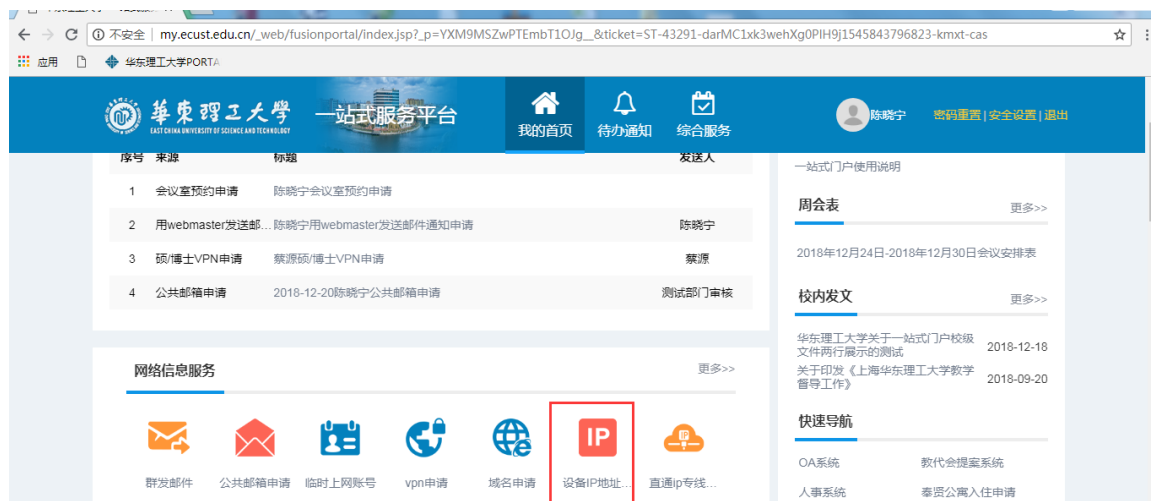 不安全 | my.ecust.edu.cn/_web/fusionportal/index.jsp?_p=YXM9MSZwPTEmbT1OJg__&ticket=ST-43291-darMC1xk3wehXg0PIH9j1545843796823-kmxt-cas
应用 华东理工大学PORTA
華東理工大學 EAST CHINA UNIVERSITY OF SCIENCE AND TECHNOLOGY 一站式服务平台 我的首页 待办通知 综合服务 陈晓宁 密码重置 | 安全设置 | 退出
序号 来源 标题 发送人
1 会议室预约申请 陈晓宁会议室预约申请
2 用webmaster发送邮... 陈晓宁用webmaster发送邮件通知申请 陈晓宁
3 硕/博士VPN申请 蔡源硕/博士VPN申请 蔡源
4 公共邮箱申请 2018-12-20陈晓宁公共邮箱申请 测试部门审核
网络信息服务 更多>>
IP
群发邮件 公共邮箱申请 临时上网账号 vpn申请 域名申请 设备IP地址... 直通ip专线...
一站式门户使用说明
周会表 更多>>
2018年12月24日-2018年12月30日会议安排表
校内发文 更多>>
华东理工大学关于一站式门户校级
文件两行展示的测试 2018-12-18
关于印发《上海华东理工大学教学
督导工作》 2018-09-20
快速导航
OA系统 教代会提案系统
人事系统 奉贤公寓入住申请